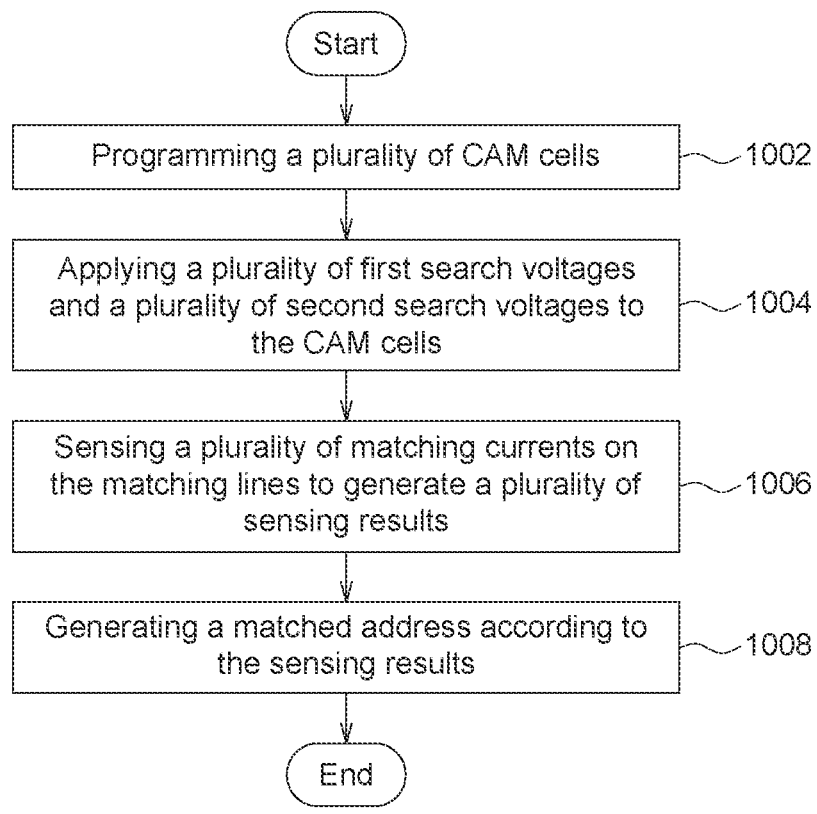 Start
Programming a plurality of CAM cells
1002
Applying a plurality of first search voltages
and a plurality of second search voltages to
the CAM cells
1004
Sensing a plurality of matching currents on
the matching lines to generate a plurality of
sensing results
1006
Generating a matched address according to
the sensing results
1008
End